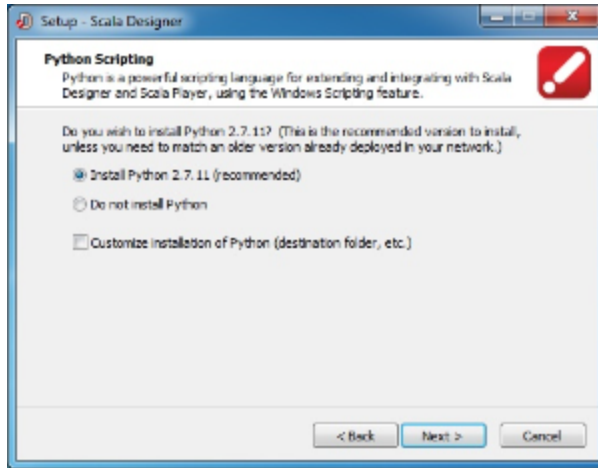 Setup - Scala Designer
Python Scripting
Python is a powerful scripting language for extending and integrating with Scala
Designer and Scala Player, using the Windows Scripting feature.
Do you wish to install Python 2.7.11? (This is the recommended version to install,
unless you need to match an older version already deployed in your network.)
Install Python 2.7.11 (recommended)
Do not install Python
Customize installation of Python (destination folder, etc.)
< Back
Next >
Cancel